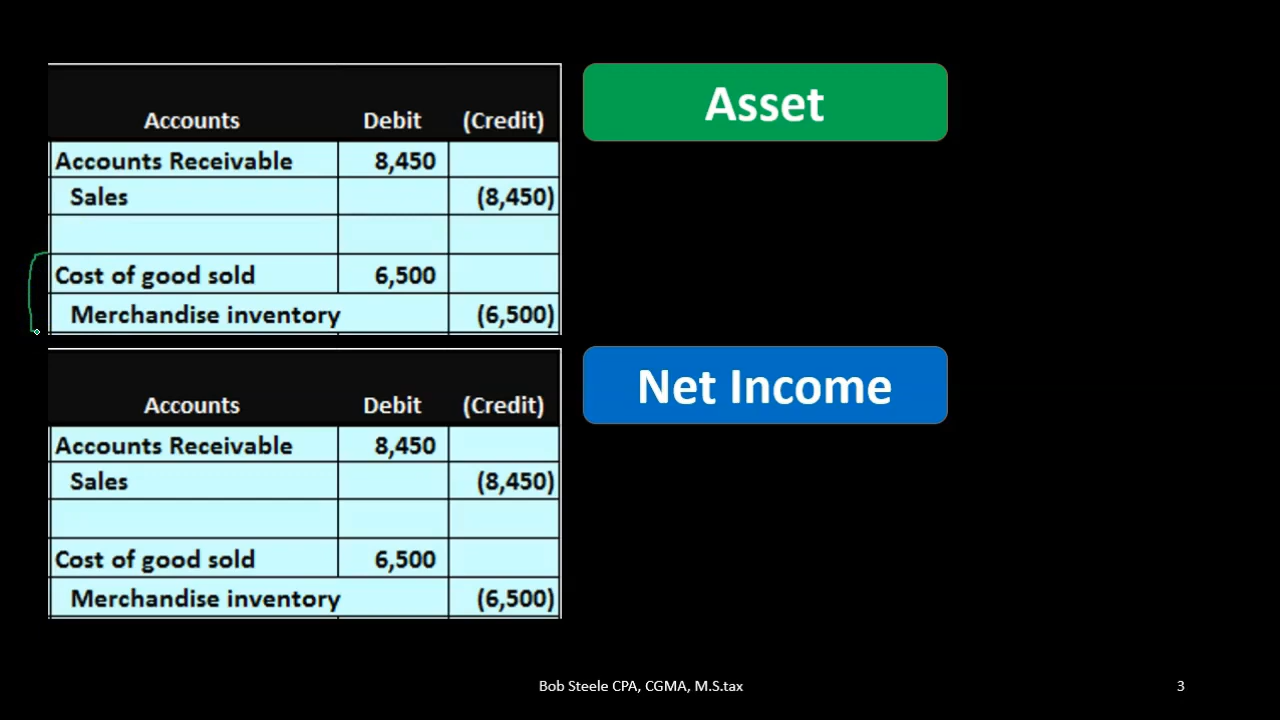 Accounts Debit (Credit)
Accounts Receivable 8,450
Sales (8,450)
Cost of good sold 6,500
Merchandise inventory (6,500)
Asset
Accounts Debit (Credit)
Accounts Receivable 8,450
Sales (8,450)
Cost of good sold 6,500
Merchandise inventory (6,500)
Net Income
Bob Steele CPA, CGMA, M.S.tax 3